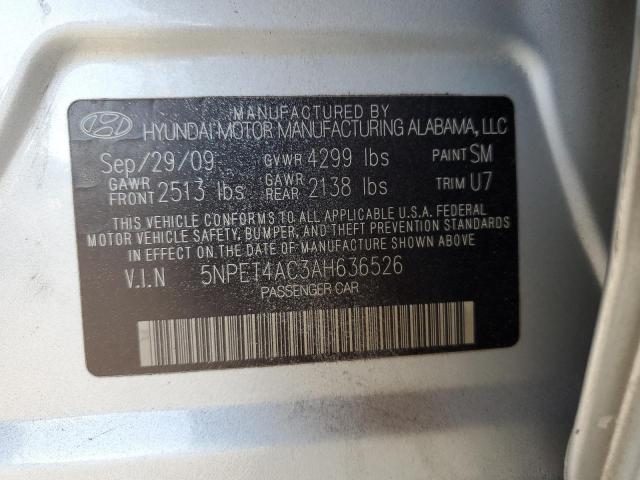 MANUFACTURED BY
HYUNDAI MOTOR MANUFACTURING ALABAMA, LLC
Sep/29/09 GVWR 4299 lbs PAINT SM
GAWR FRONT 2513 lbs GAWR REAR 2138 lbs TRIM U7
THIS VEHICLE CONFORMS TO ALL APPLICABLE U.S.A. FEDERAL
MOTOR VEHICLE SAFETY, BUMPER, AND THEFT PREVENTION STANDARDS
IN EFFECT ON THE DATE OF MANUFACTURE SHOWN ABOVE.
V.I.N 5NPET4AC3AH636526
PASSENGER CAR